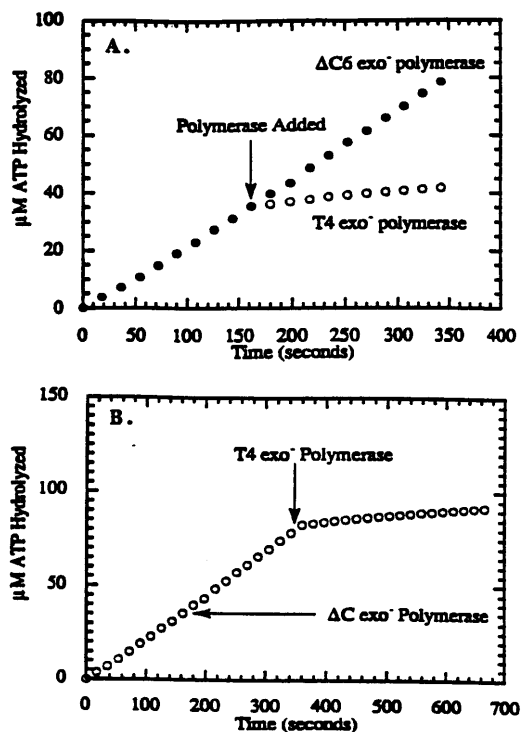 A.
ΔC6 exo⁻ polymerase
Polymerase Added
T4 exo⁻ polymerase
μM ATP Hydrolyzed
100
80
60
40
20
0
0 50 100 150 200 250 300 350 400
Time (seconds)
B.
T4 exo⁻ Polymerase
ΔC exo⁻ Polymerase
μM ATP Hydrolyzed
150
100
50
0
0 100 200 300 400 500 600 700
Time (seconds)